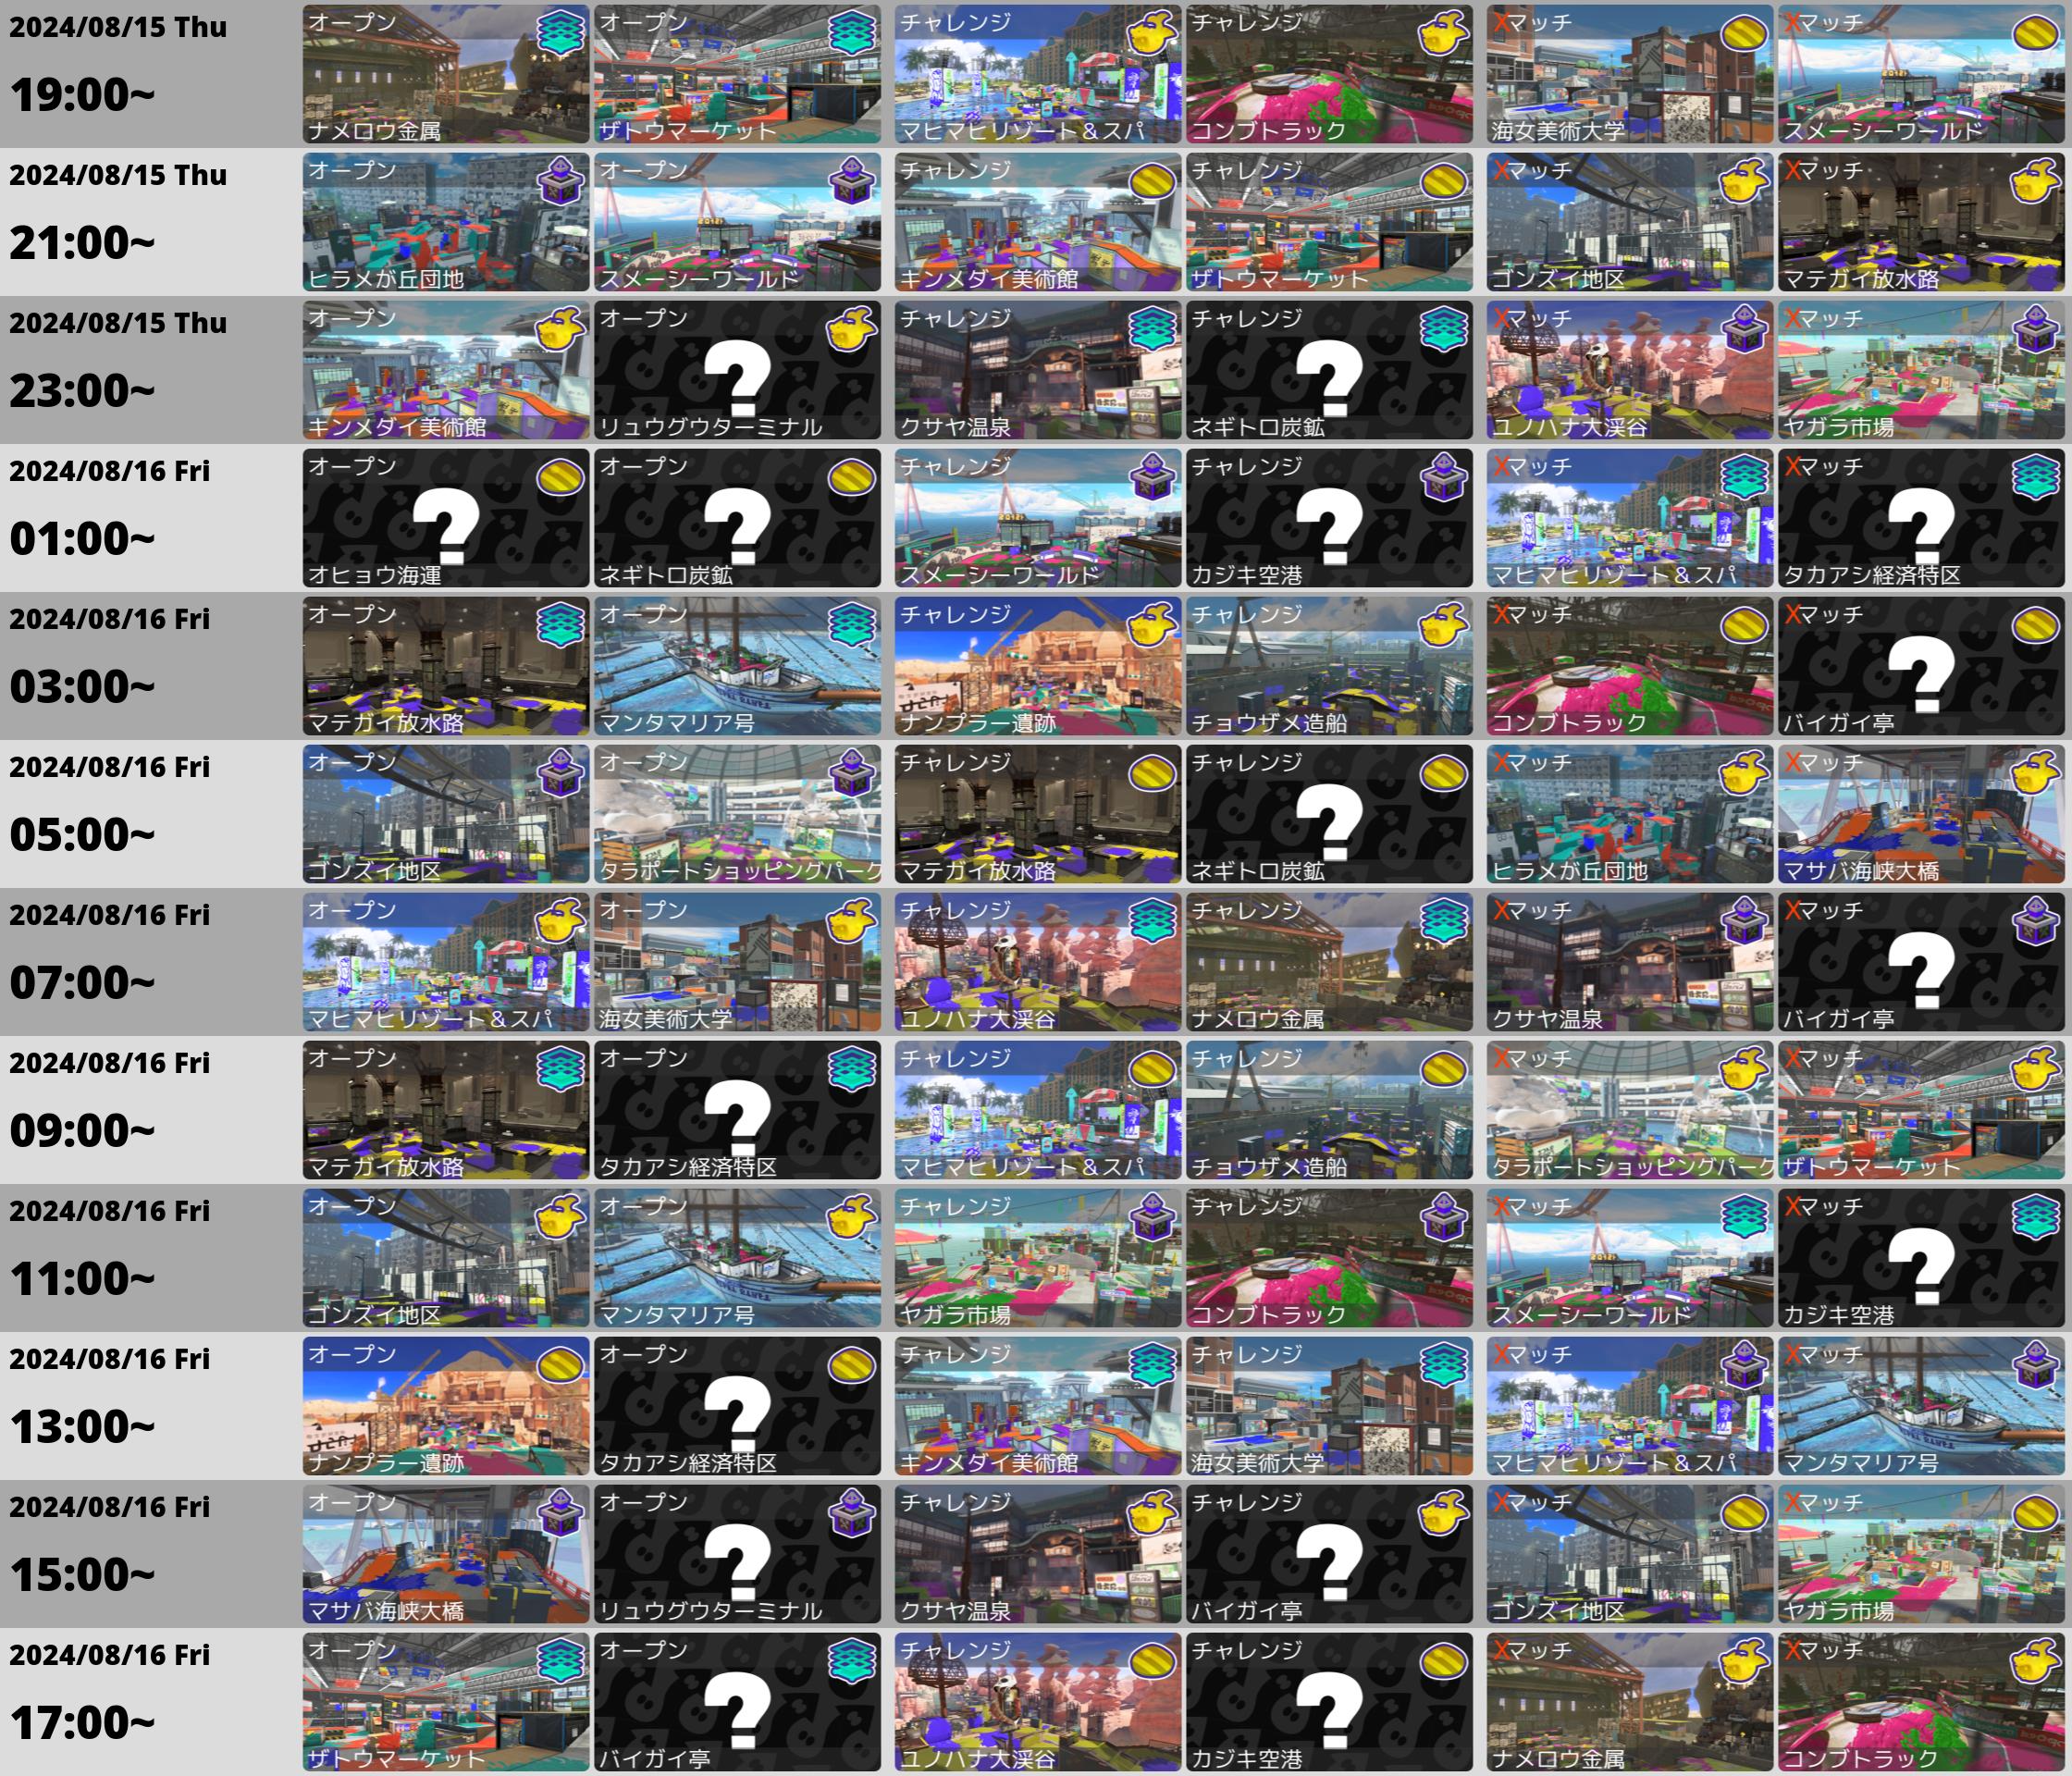 2024/08/15 Thu
19:00~
オープン オープン チャレンジ チャレンジ Xマッチ Xマッチ
ナメロウ金属 ザトウマーケット マヒマヒリゾート＆スパ コンブトラック 海女美術大学 スメーシーワールド
2024/08/15 Thu
21:00~
オープン オープン チャレンジ チャレンジ Xマッチ Xマッチ
ヒラメが丘団地 スメーシーワールド キンメダイ美術館 ザトウマーケット ゴンズイ地区 マテガイ放水路
2024/08/15 Thu
23:00~
オープン オープン チャレンジ チャレンジ Xマッチ Xマッチ
キンメダイ美術館 リュウグウターミナル クサヤ温泉 ネギトロ炭鉱 ユノハナ大渓谷 ヤガラ市場
2024/08/16 Fri
01:00~
オープン オープン チャレンジ チャレンジ Xマッチ Xマッチ
オヒョウ海運 ネギトロ炭鉱 スメーシーワールド カジキ空港 マヒマヒリゾート＆スパ タカアシ経済特区
2024/08/16 Fri
03:00~
オープン オープン チャレンジ チャレンジ Xマッチ Xマッチ
マテガイ放水路 マンタマリア号 ナンプラー遺跡 チョウザメ造船 コンブトラック バイガイ亭
2024/08/16 Fri
05:00~
オープン オープン チャレンジ チャレンジ Xマッチ Xマッチ
ゴンズイ地区 タラポートショッピングパーク マテガイ放水路 ネギトロ炭鉱 ヒラメが丘団地 マサバ海峡大橋
2024/08/16 Fri
07:00~
オープン オープン チャレンジ チャレンジ Xマッチ Xマッチ
マヒマヒリゾート＆スパ 海女美術大学 ユノハナ大渓谷 ナメロウ金属 クサヤ温泉 バイガイ亭
2024/08/16 Fri
09:00~
オープン オープン チャレンジ チャレンジ Xマッチ Xマッチ
マテガイ放水路 タカアシ経済特区 マヒマヒリゾート＆スパ チョウザメ造船 タラポートショッピングパーク ザトウマーケット
2024/08/16 Fri
11:00~
オープン オープン チャレンジ チャレンジ Xマッチ Xマッチ
ゴンズイ地区 マンタマリア号 ヤガラ市場 コンブトラック スメーシーワールド カジキ空港
2024/08/16 Fri
13:00~
オープン オープン チャレンジ チャレンジ Xマッチ Xマッチ
ナンプラー遺跡 タカアシ経済特区 キンメダイ美術館 海女美術大学 マヒマヒリゾート＆スパ マンタマリア号
2024/08/16 Fri
15:00~
オープン オープン チャレンジ チャレンジ Xマッチ Xマッチ
マサバ海峡大橋 リュウグウターミナル クサヤ温泉 バイガイ亭 ゴンズイ地区 ヤガラ市場
2024/08/16 Fri
17:00~
オープン オープン チャレンジ チャレンジ Xマッチ Xマッチ
ザトウマーケット バイガイ亭 ユノハナ大渓谷 カジキ空港 ナメロウ金属 コンブトラック